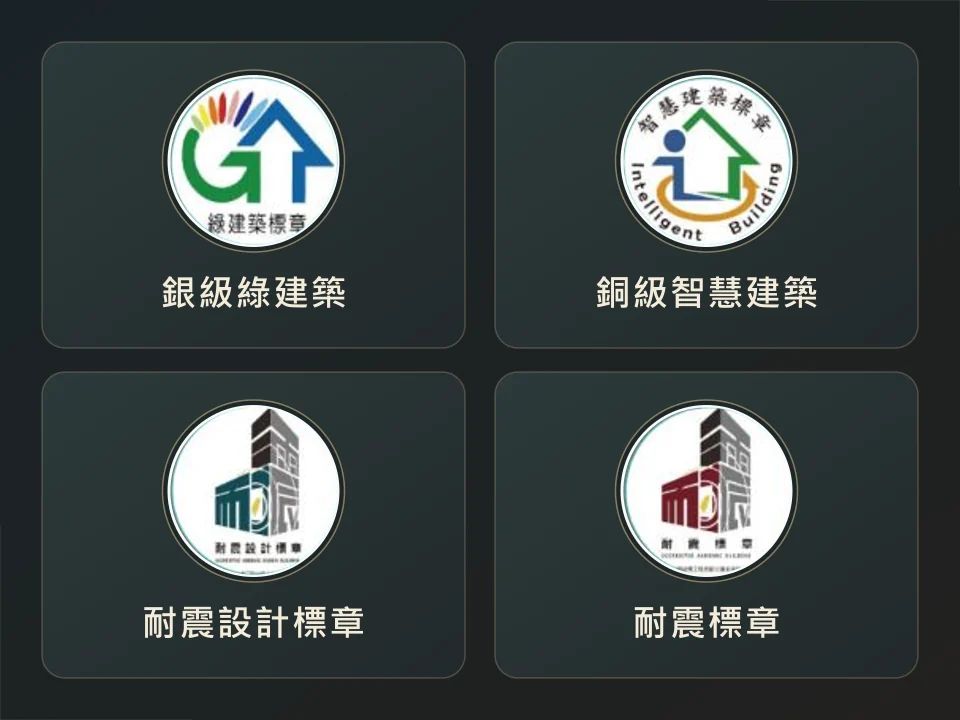 綠建築標章
智慧建築標章
Intelligent Building
銀級綠建築
銅級智慧建築
耐震設計標章
耐震標章
耐震設計標章
耐震標章